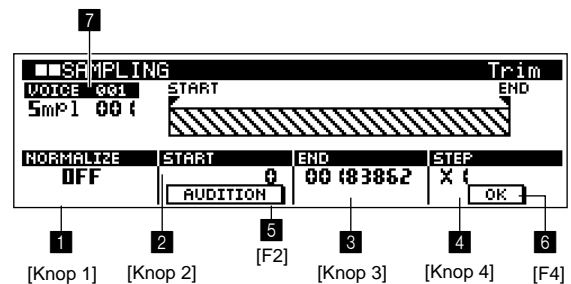 7
SAMPLING Trim
VOICE 001 START END
Smpl 001
NORMALIZE START END STEP
OFF 0 00183862 X 1
AUDITION OK
1 2 5 3 4 6
[Knop 1] [Knop 2] [F2] [Knop 3] [Knop 4] [F4]